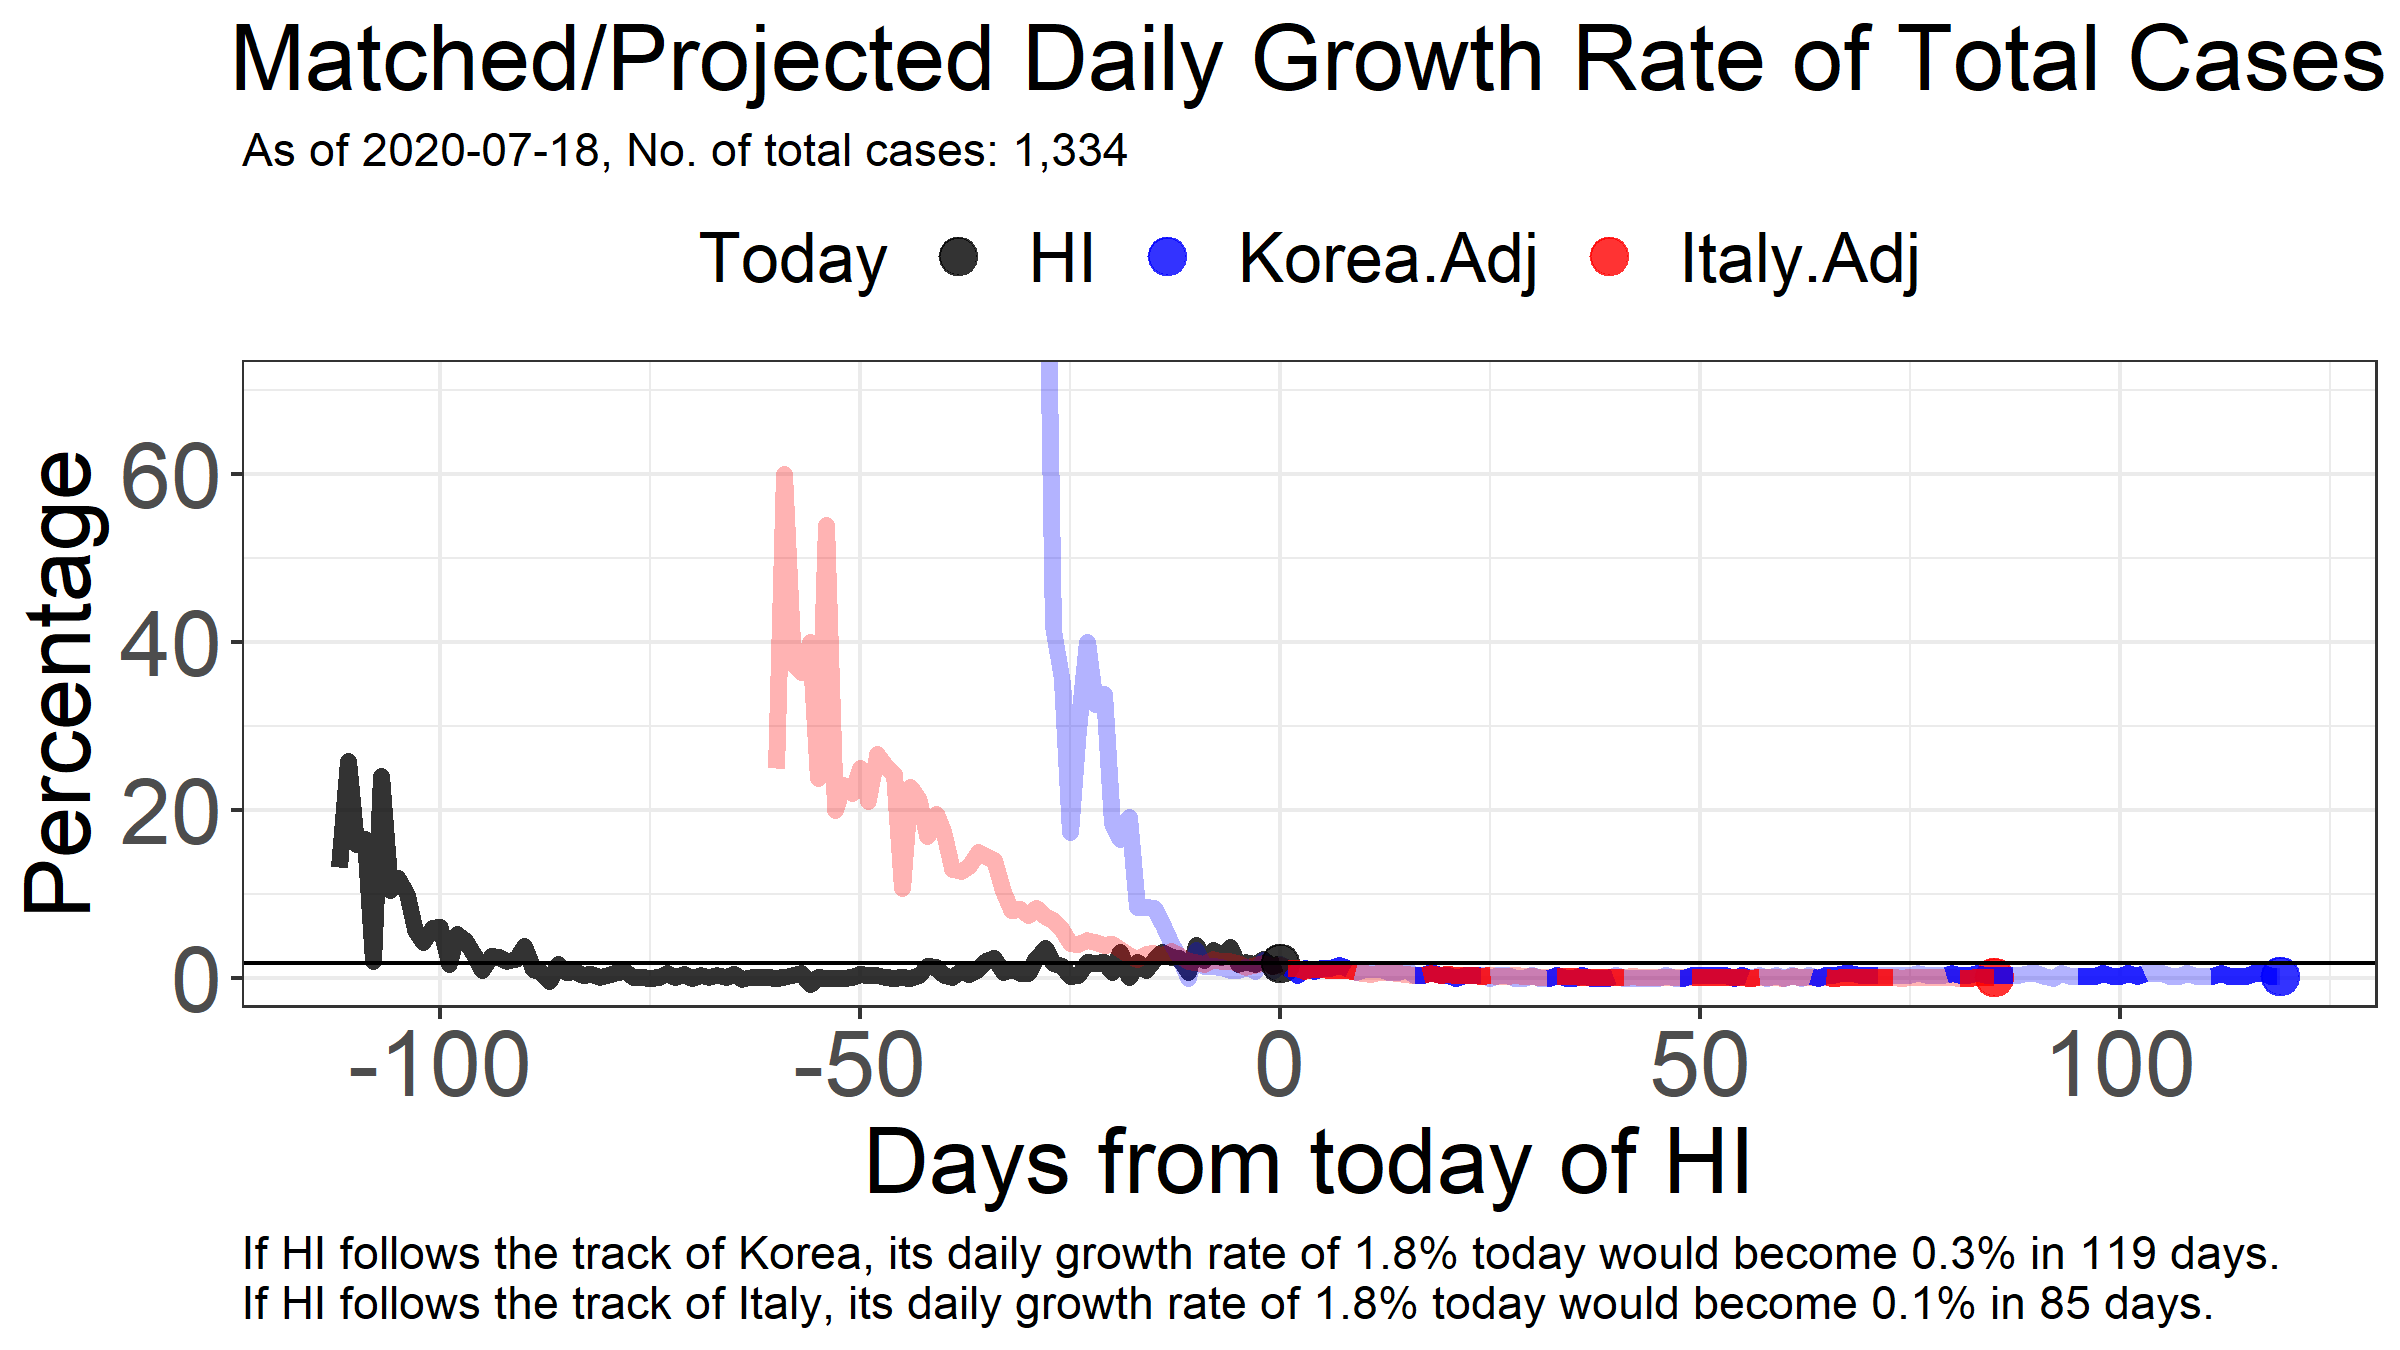 Matched/Projected Daily Growth Rate of Total Cases
As of 2020-07-18, No. of total cases: 1,334
Today HI Korea.Adj Italy.Adj
Percentage
60
40
20
0
-100 -50 0 50 100
Days from today of HI
If HI follows the track of Korea, its daily growth rate of 1.8% today would become 0.3% in 119 days.
If HI follows the track of Italy, its daily growth rate of 1.8% today would become 0.1% in 85 days.